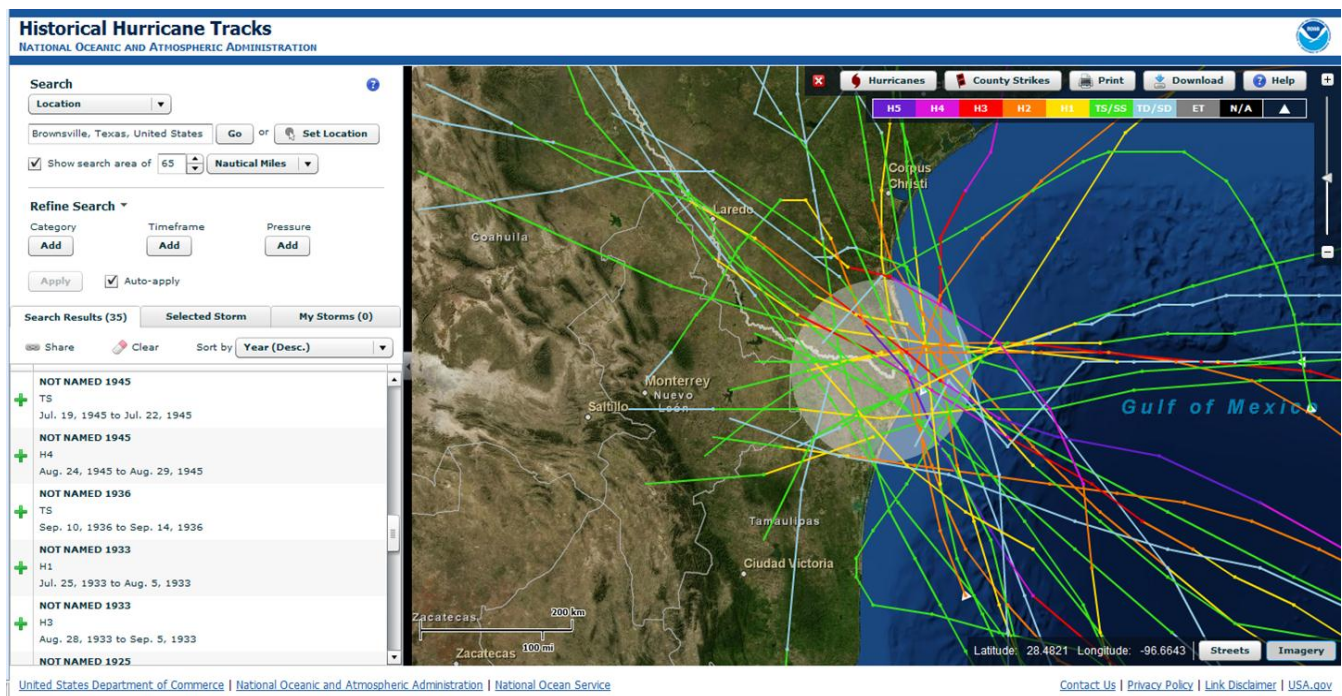 Historical Hurricane Tracks
NATIONAL OCEANIC AND ATMOSPHERIC ADMINISTRATION
NOAA
Search
?
Location
Brownsville, Texas, United States Go or Set Location
Show search area of 65 Nautical Miles
Refine Search
Category Timeframe Pressure
Add Add Add
Apply Auto-apply
Search Results (35) Selected Storm My Storms (0)
Share Clear Sort by Year (Desc.)
NOT NAMED 1945
TS
Jul. 19, 1945 to Jul. 22, 1945
NOT NAMED 1945
H4
Aug. 24, 1945 to Aug. 29, 1945
NOT NAMED 1936
TS
Sep. 10, 1936 to Sep. 14, 1936
NOT NAMED 1933
H1
Jul. 25, 1933 to Aug. 5, 1933
NOT NAMED 1933
H3
Aug. 28, 1933 to Sep. 5, 1933
NOT NAMED 1925
Hurricanes County Strikes Print Download ? Help
H5 H4 H3 H2 H1 TS/SS TD/SD ET N/A
Corpus
Christi
Laredo
Coahuila
Monterrey
Nuevo
León
Saltillo
Gulf of Mexico
Tamaulipas
Ciudad Victoria
Zacatecas
200 km
100 mi
Zacatecas
Latitude: 28.4821 Longitude: -96.6643 Streets Imagery
United States Department of Commerce | National Oceanic and Atmospheric Administration | National Ocean Service
Contact Us | Privacy Policy | Link Disclaimer | USA.gov